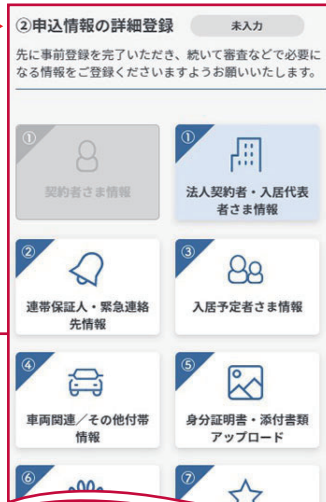 ②申込情報の詳細登録 未入力
先に事前登録を完了いただき、続いて審査などで必要に
なる情報をご登録くださいますようお願いいたします。
① ①
契約者さま情報 法人契約者・入居代表
者さま情報
② ③
連帯保証人・緊急連絡 入居予定者さま情報
先情報
④ ⑤
車両関連／その他付帯 身分証明書・添付書類
情報 アップロード
⑥ ⑦